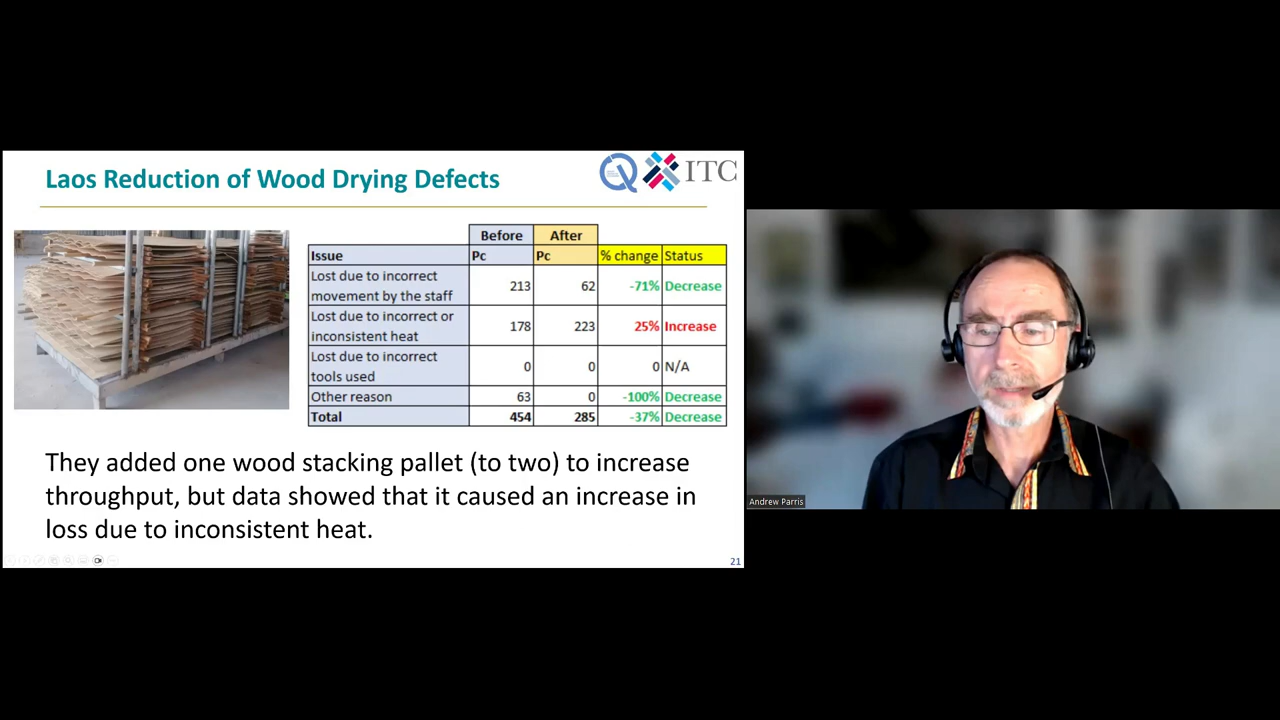 Laos Reduction of Wood Drying Defects
ITC
Before After
Issue Pc Pc % change Status
Lost due to incorrect
movement by the staff 213 62 -71% Decrease
Lost due to incorrect or
inconsistent heat 178 223 25% Increase
Lost due to incorrect
tools used 0 0 0 N/A
Other reason 63 0 -100% Decrease
Total 454 285 -37% Decrease
They added one wood stacking pallet (to two) to increase
throughput, but data showed that it caused an increase in
loss due to inconsistent heat.
21
Andrew Parris